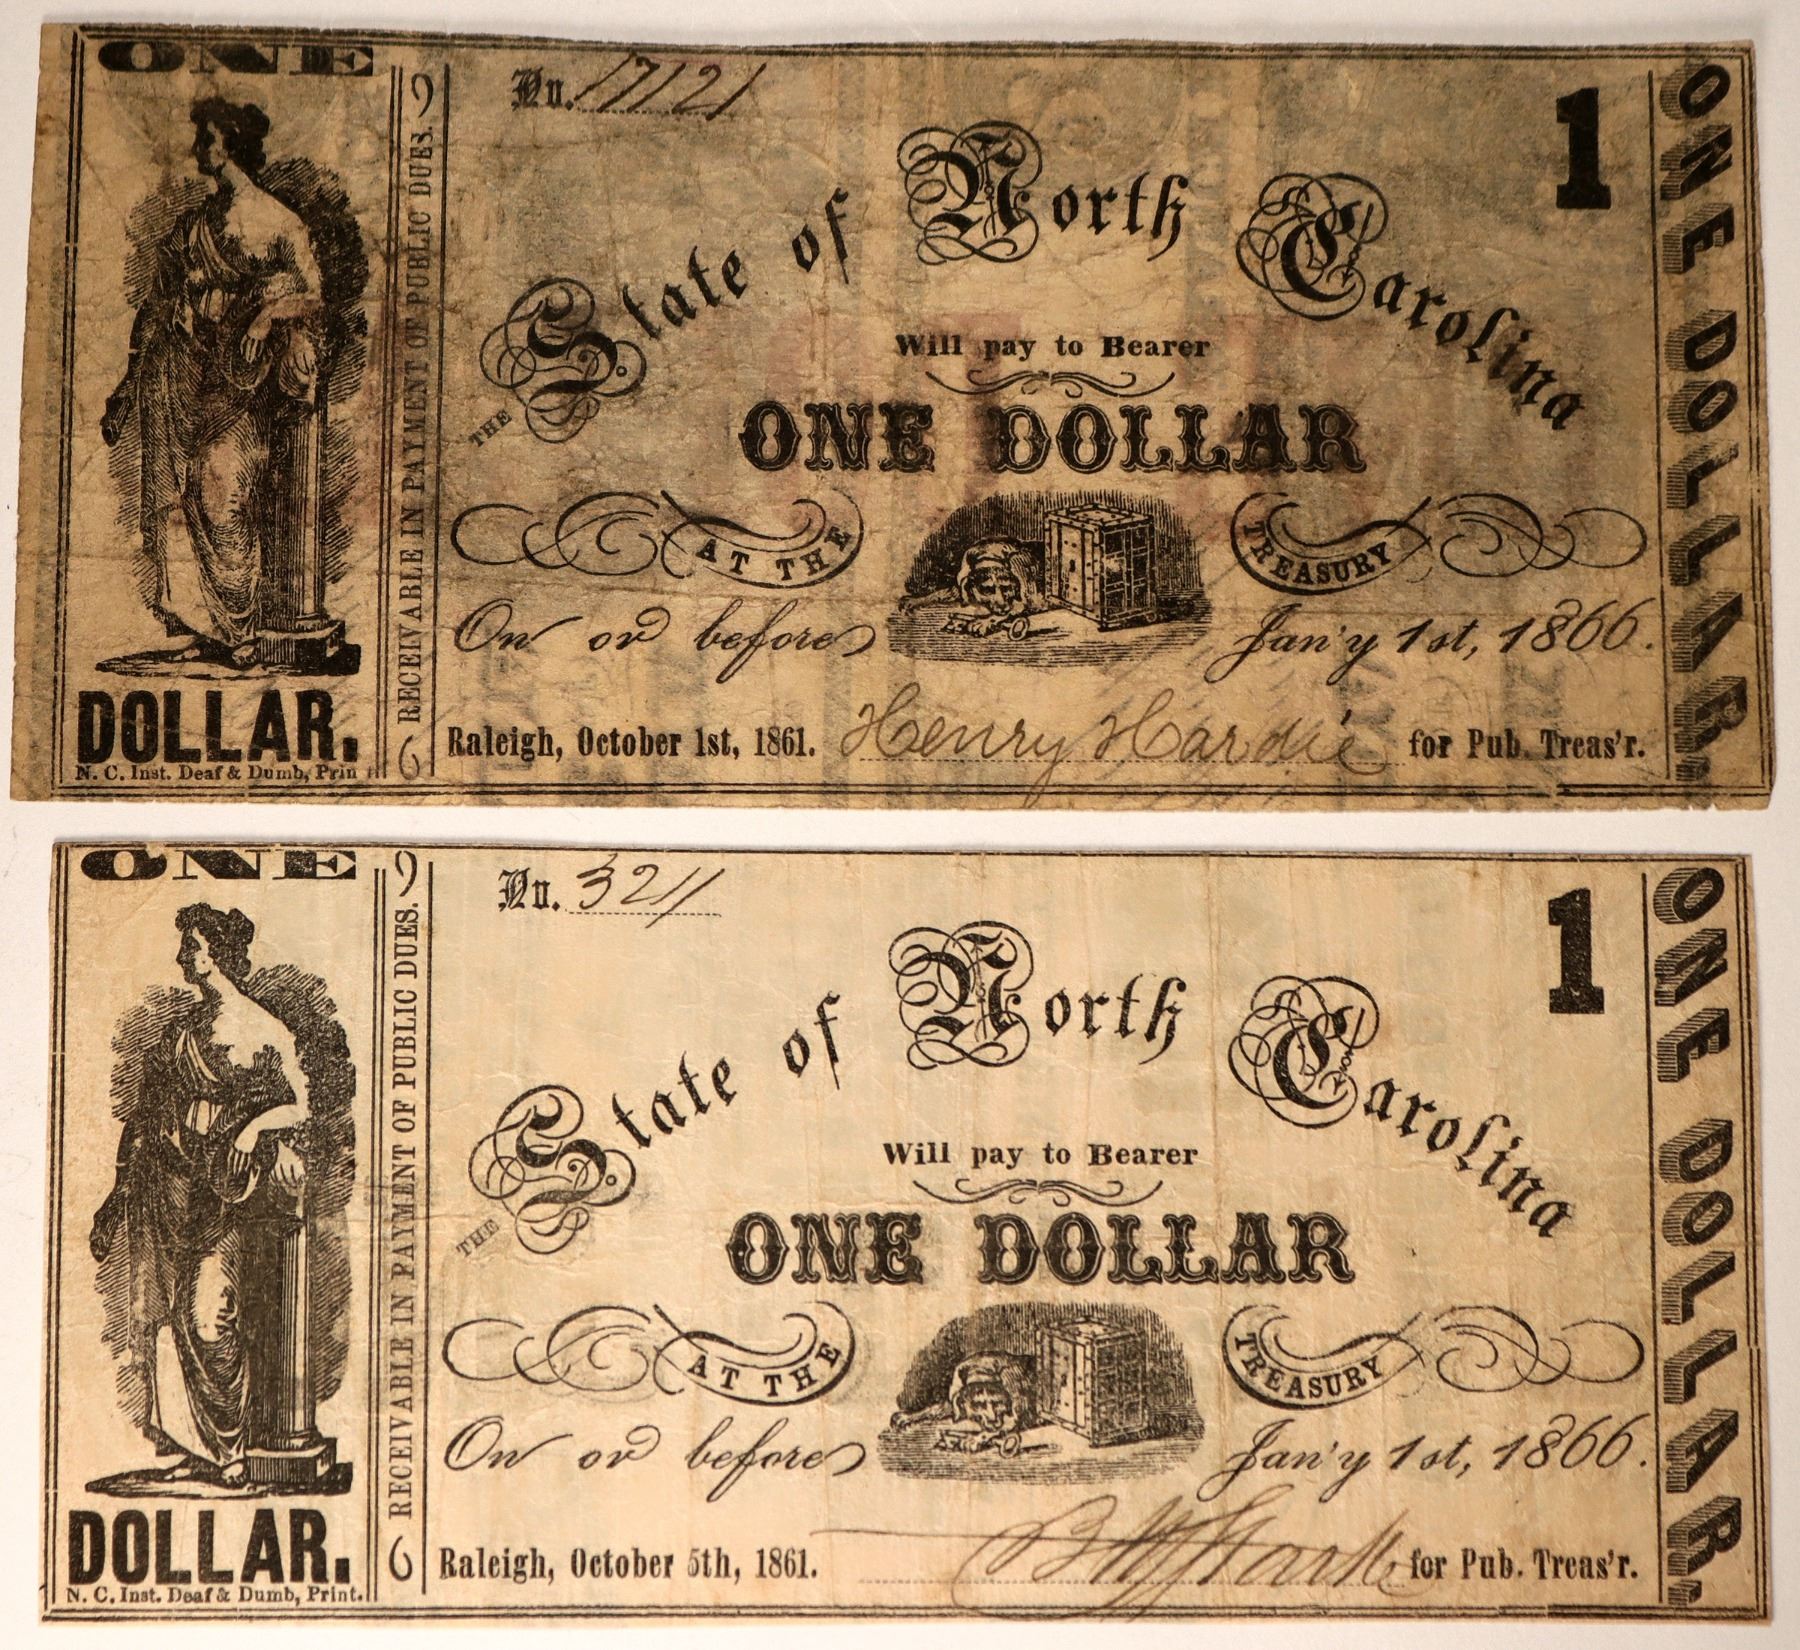 ONE
DOLLAR.
N. C. Inst. Deaf & Dumb, Prin
RECEIVABLE IN PAYMENT OF PUBLIC DUES.
No. 17121
1
THE State of North Carolina
Will pay to Bearer
ONE DOLLAR
AT THE TREASURY
On or before Jan'y 1st, 1866.
Raleigh, October 1st, 1861. Henry Hardie for Pub. Treas'r.
ONE DOLLAR.
ONE
DOLLAR.
N. C. Inst. Deaf & Dumb, Print.
RECEIVABLE IN PAYMENT OF PUBLIC DUES.
No. 3211
1
THE State of North Carolina
Will pay to Bearer
ONE DOLLAR
AT THE TREASURY
On or before Jan'y 1st, 1866.
Raleigh, October 5th, 1861. for Pub. Treas'r.
ONE DOLLAR.